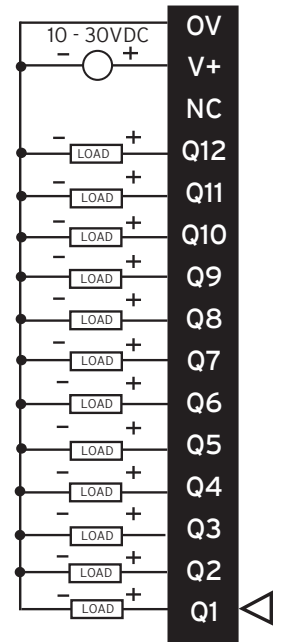 10 - 30VDC 0V
− + V+
NC
− LOAD + Q12
− LOAD + Q11
− LOAD + Q10
− LOAD + Q9
− LOAD + Q8
− LOAD + Q7
− LOAD + Q6
− LOAD + Q5
− LOAD + Q4
− LOAD + Q3
− LOAD + Q2
− LOAD + Q1